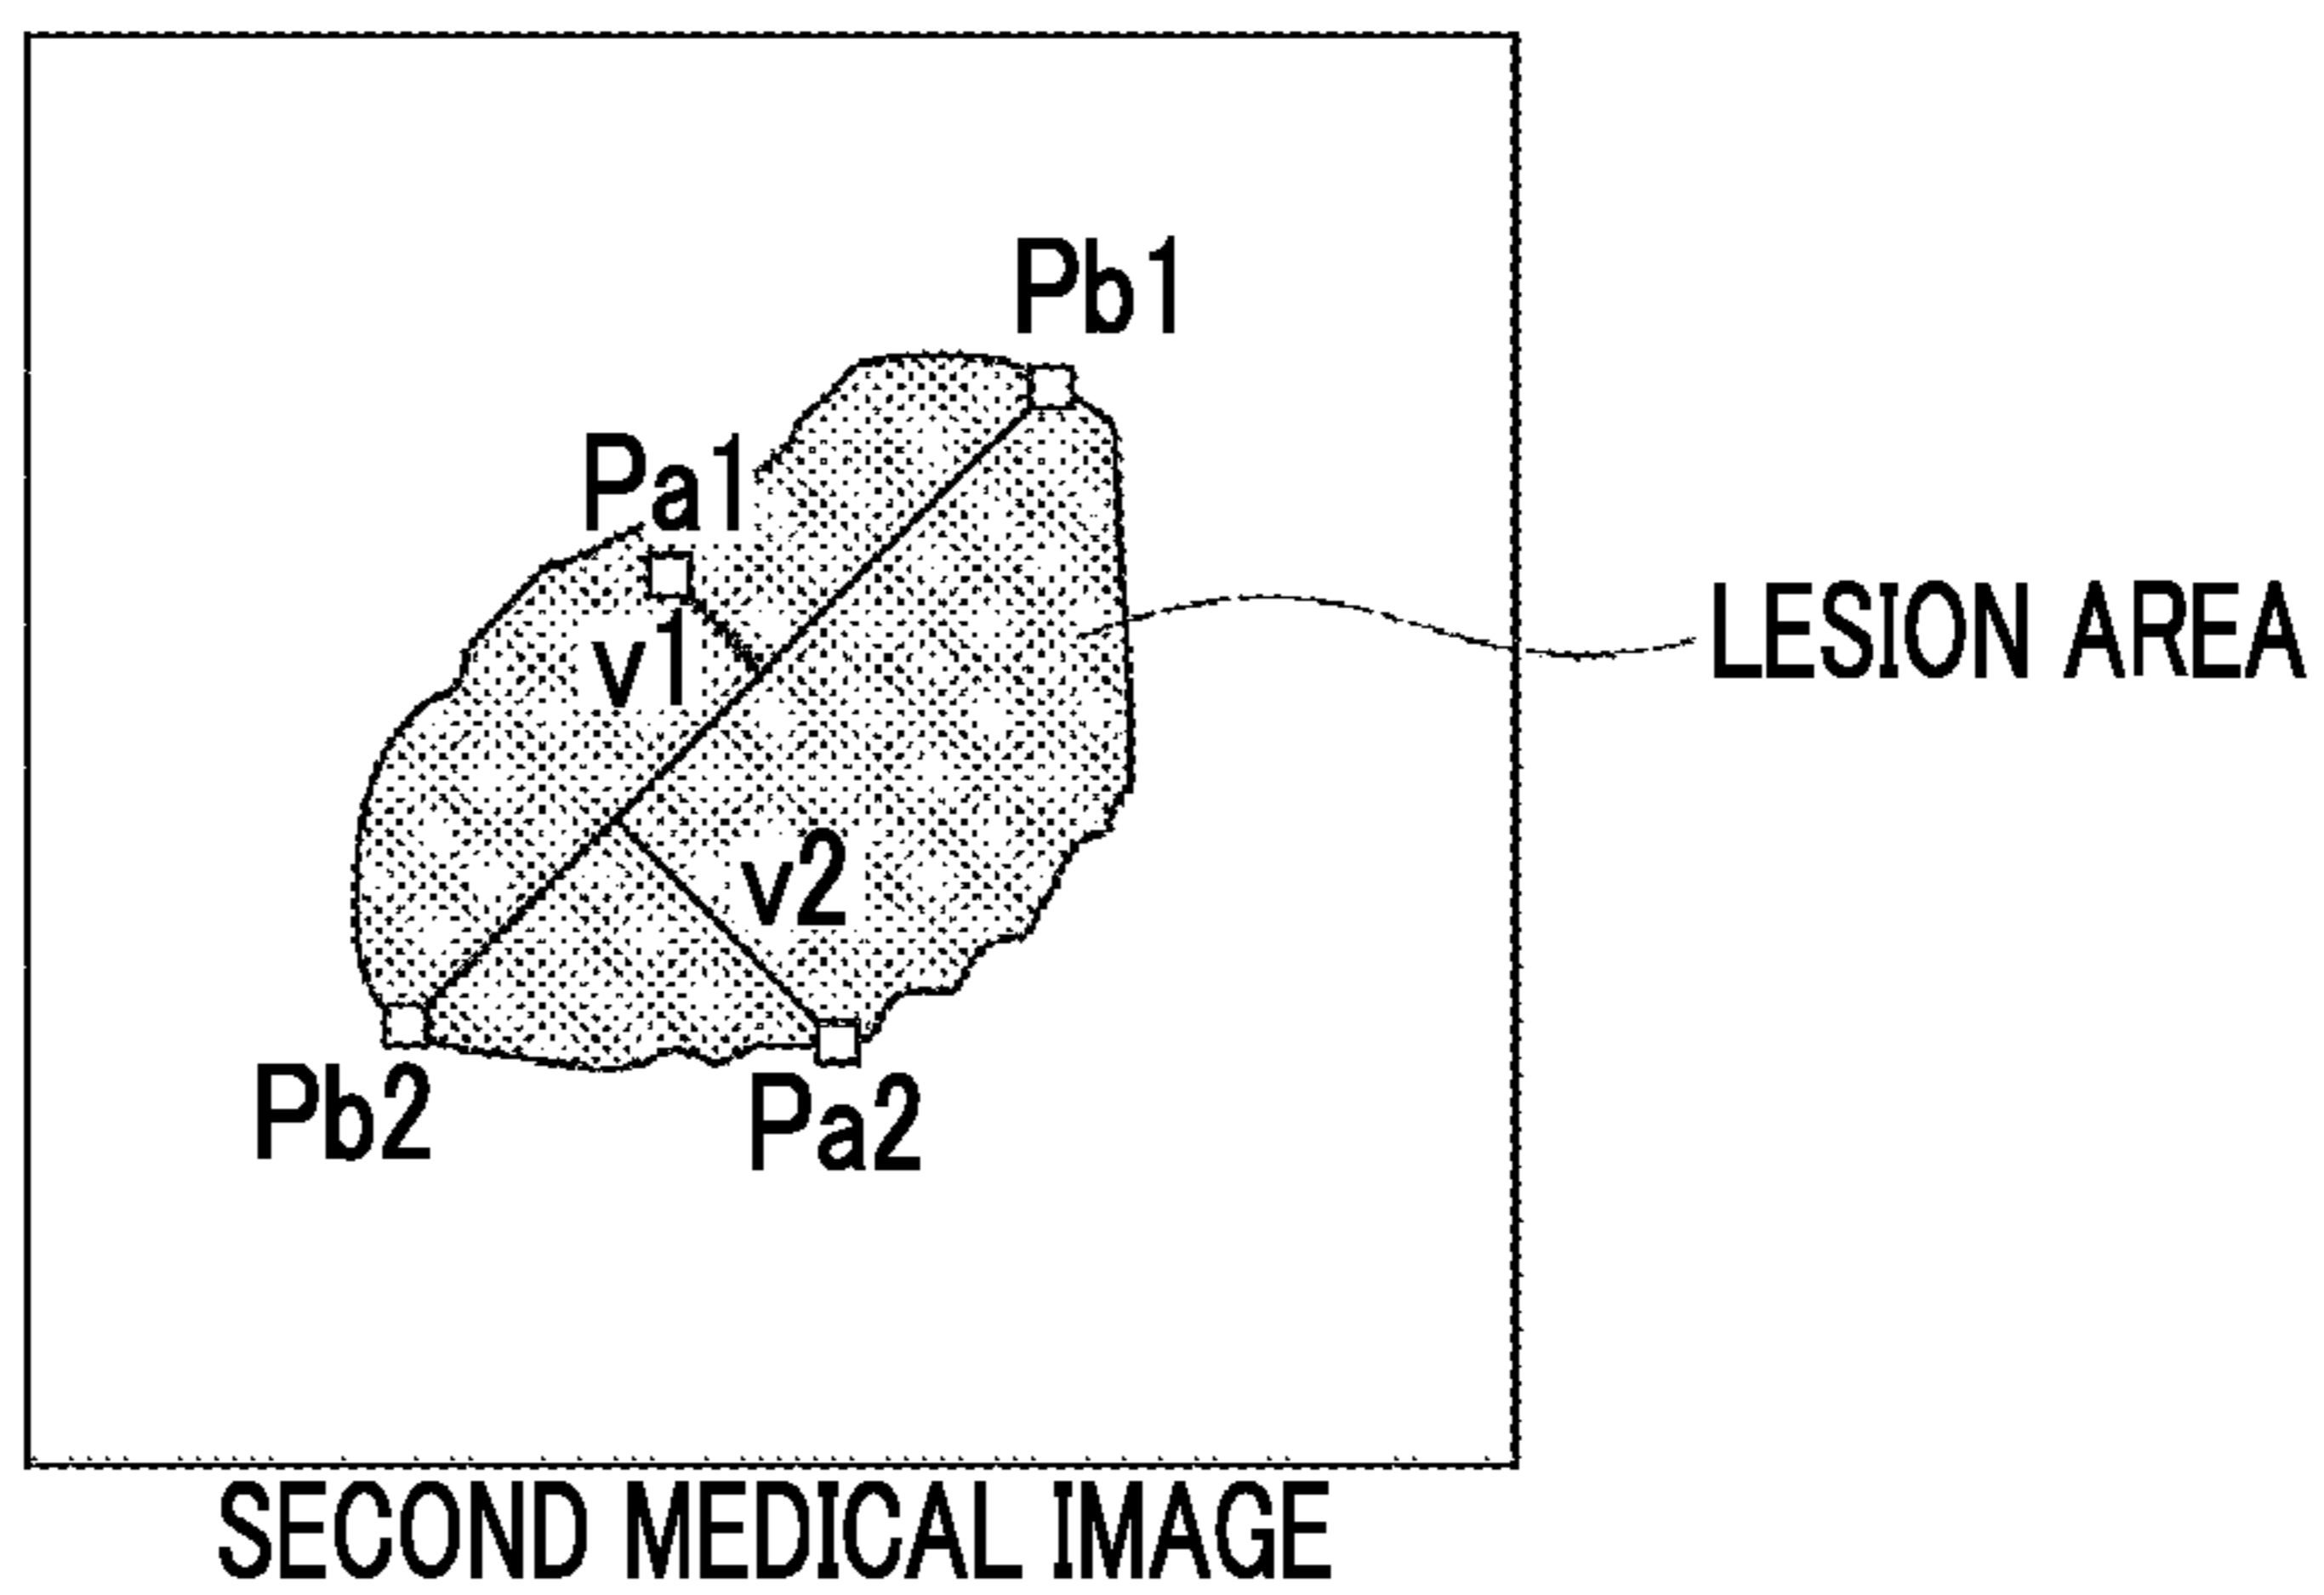 Pb1
Pa1
LESION AREA
v1
v2
Pb2
Pa2
SECOND MEDICAL IMAGE